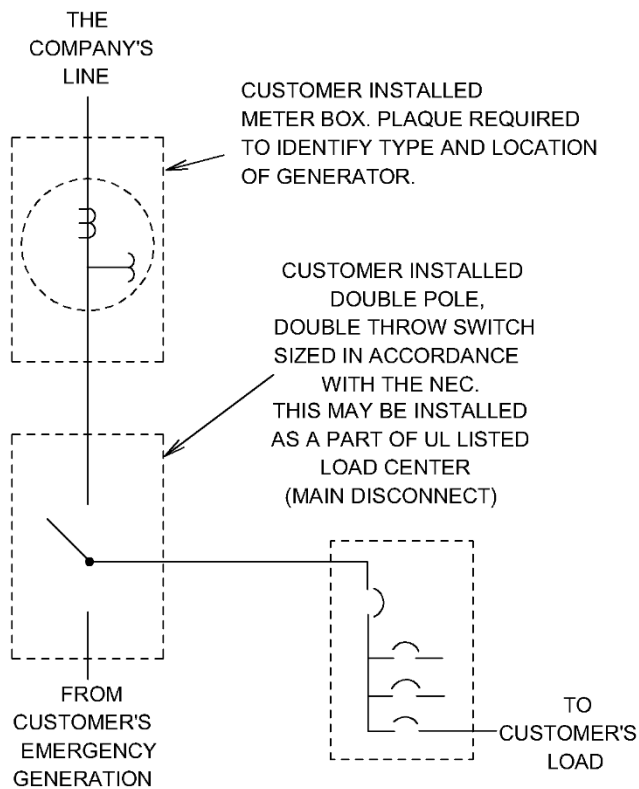 THE
COMPANY'S
LINE
CUSTOMER INSTALLED
METER BOX. PLAQUE REQUIRED
TO IDENTIFY TYPE AND LOCATION
OF GENERATOR.
CUSTOMER INSTALLED
DOUBLE POLE,
DOUBLE THROW SWITCH
SIZED IN ACCORDANCE
WITH THE NEC.
THIS MAY BE INSTALLED
AS A PART OF UL LISTED
LOAD CENTER
(MAIN DISCONNECT)
FROM
CUSTOMER'S
EMERGENCY
GENERATION
TO
CUSTOMER'S
LOAD